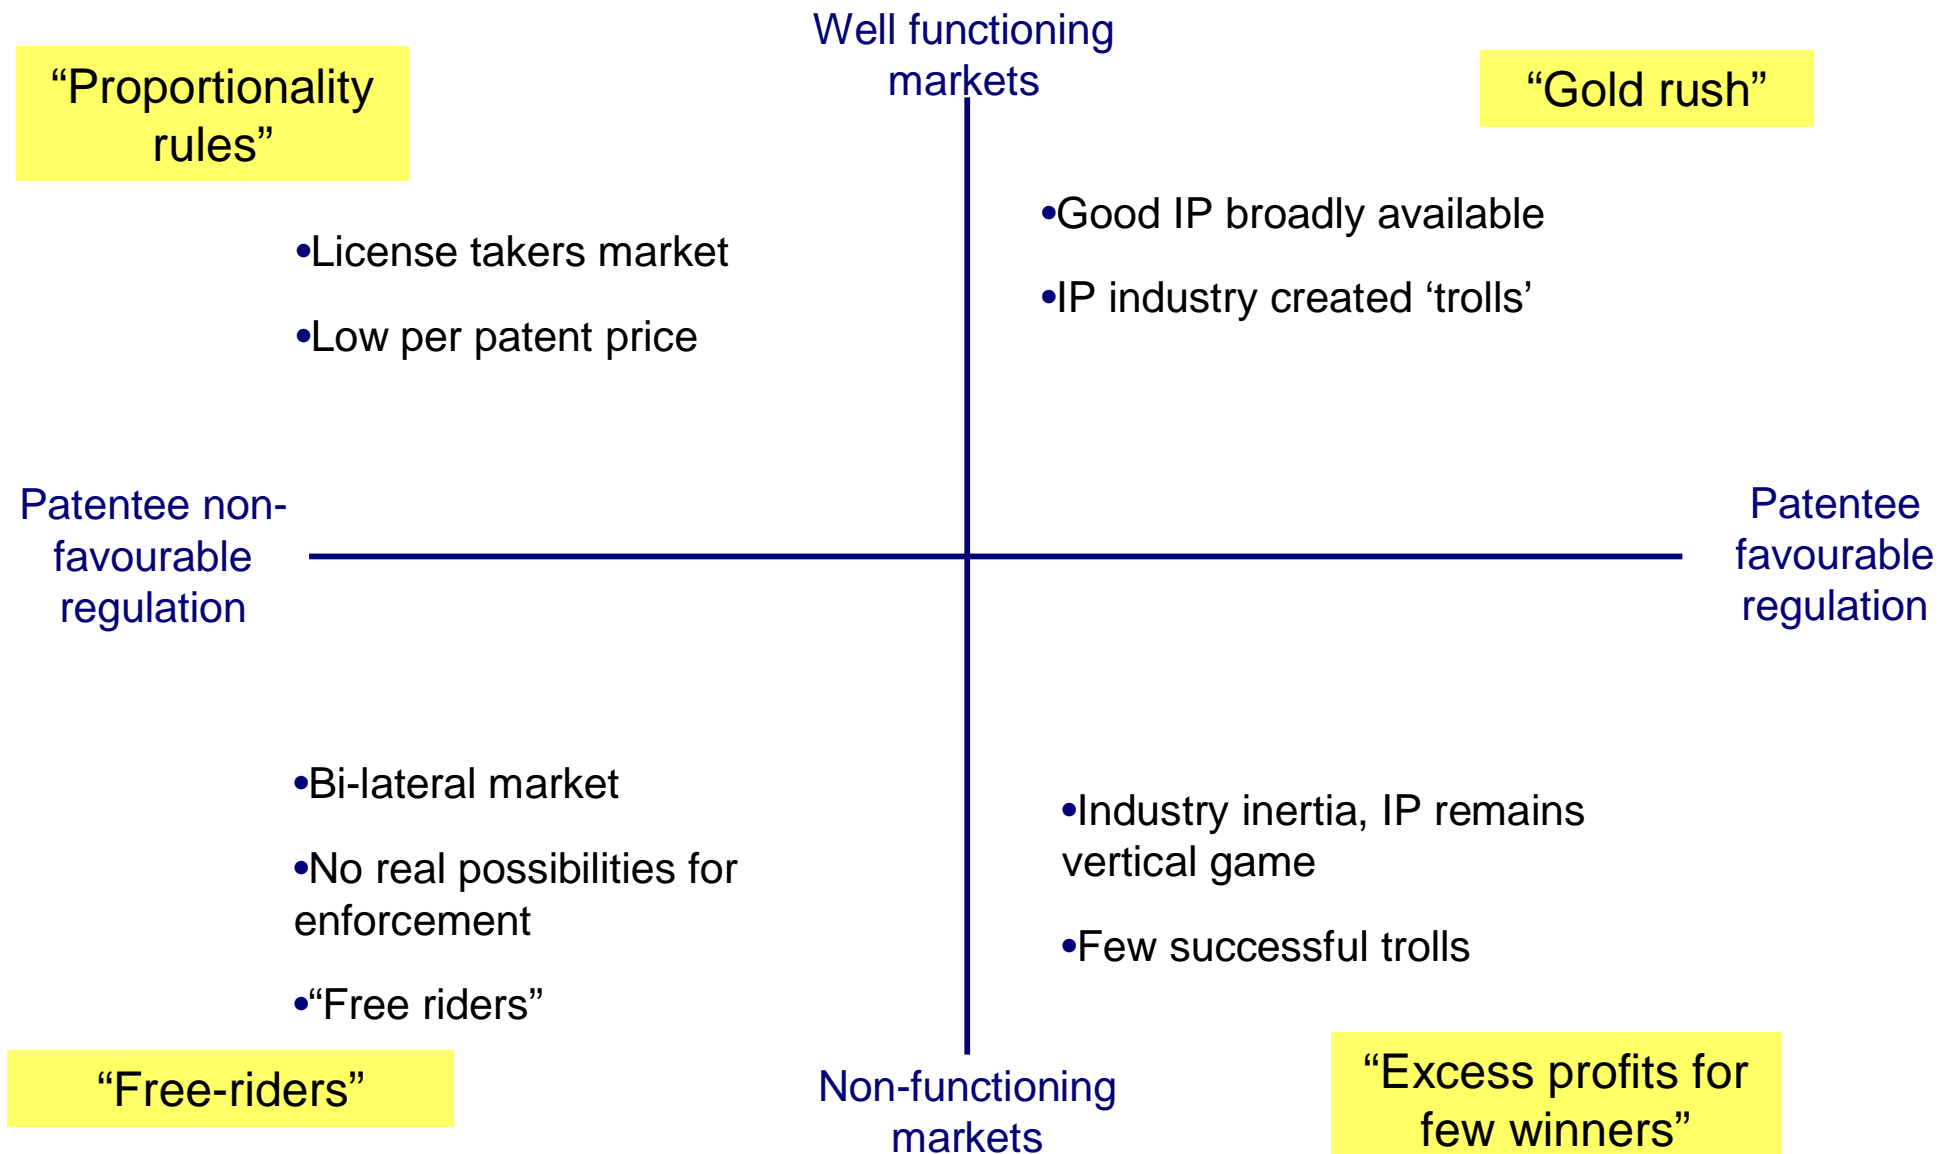 Well functioning
markets
“Proportionality
rules”
“Gold rush”
•License takers market
•Low per patent price
•Good IP broadly available
•IP industry created ‘trolls’
Patentee non-
favourable
regulation
Patentee
favourable
regulation
•Bi-lateral market
•No real possibilities for
enforcement
•“Free riders”
•Industry inertia, IP remains
vertical game
•Few successful trolls
“Free-riders”
Non-functioning
markets
“Excess profits for
few winners”